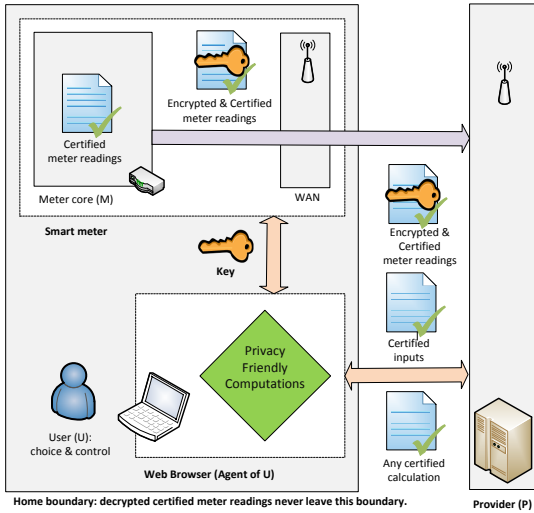 Encrypted & Certified
meter readings
Certified
meter readings
Meter core (M)
WAN
Smart meter
Key
Encrypted &
Certified
meter readings
Certified
inputs
Privacy
Friendly
Computations
User (U):
choice & control
Any certified
calculation
Web Browser (Agent of U)
Home boundary: decrypted certified meter readings never leave this boundary.
Provider (P)